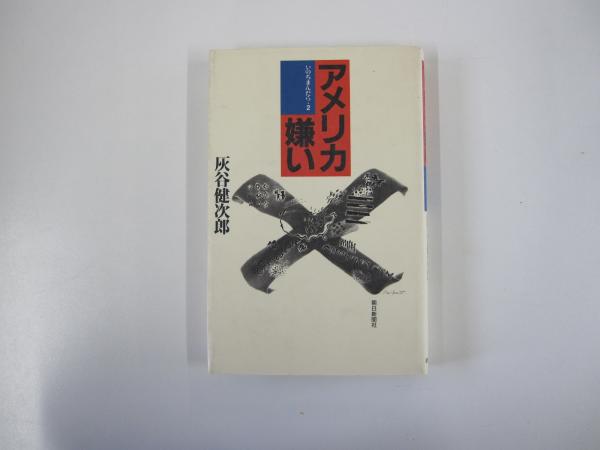 アメリカ
嫌い
いのちまんだら・2
灰谷健次郎
朝日新聞社